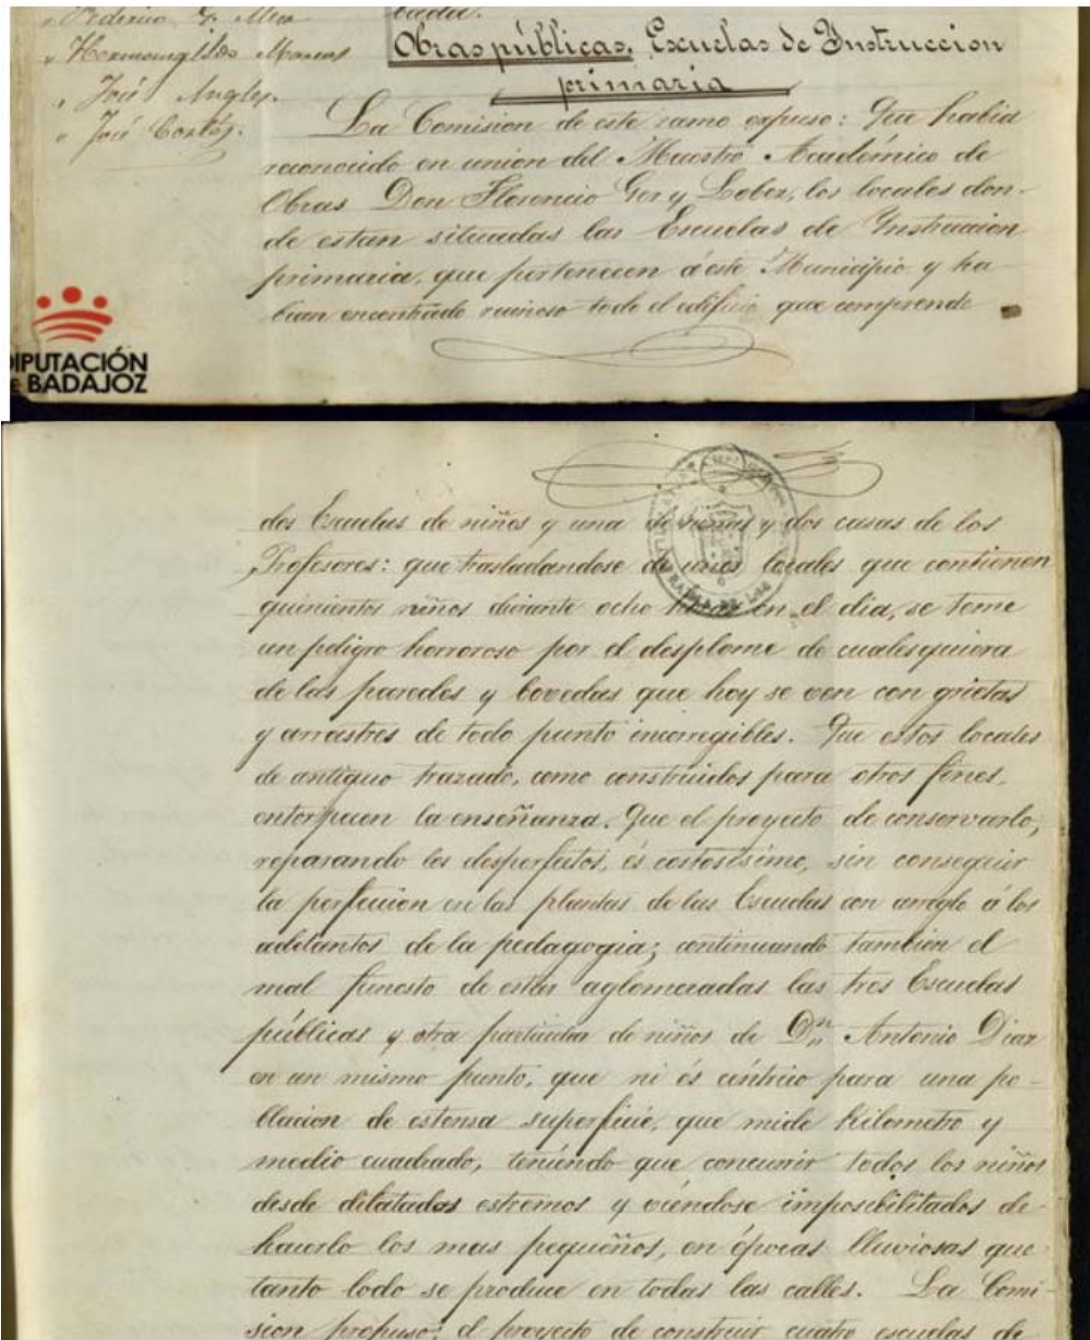 Federico G.
Hermenegildo Marcos
José Angles.
José Cortés.
Obras públicas. Escuelas de Instruccion
primaria
La Comision de este ramo espuso: Que habia
reconocido en union del Maestro Académico de
Obras Don Florencio Ger y Lobez, los locales don-
de estan situadas las Escuelas de Instruccion
primaria, que pertenecen á este Municipio y ha-
bian encontrado ruinoso todo el edificio que comprende
DIPUTACIÓN
DE BADAJOZ
dos Escuelas de niños y una de niñas y dos casas de los
Profesores: que trasladandose de unos locales que contienen
quinientos niños durante ocho horas en el dia, se teme
un peligro horroroso por el desplome de cualesquiera
de las paredes y bovedas que hoy se ven con grietas
y arrastres de todo punto incorregibles. Que estos locales
de antiguo trazado, como construidos para otros fines,
entorpecen la enseñanza. Que el proyecto de conservarlo,
reparando los desperfectos, és costosísimo, sin conseguir
la perfeccion en las plantas de las Escuelas con arreglo á los
adelantos de la pedagogia; continuando tambien el
mal funesto de estar aglomeradas las tres Escuelas
públicas y otra particular de niños de Dn Antonio Diaz
en un mismo punto, que ni és céntrico para una po-
blacion de estensa superficie, que mide kilometro y
medio cuadrado, teniendo que concurrir todos los niños
desde dilatados estremos y viéndose imposibilitados de
hacerlo los mas pequeños, en épocas lluviosas que
tanto lodo se produce en todas las calles. La Comi-
sion propuso: el proyecto de construir cuatro escuelas de